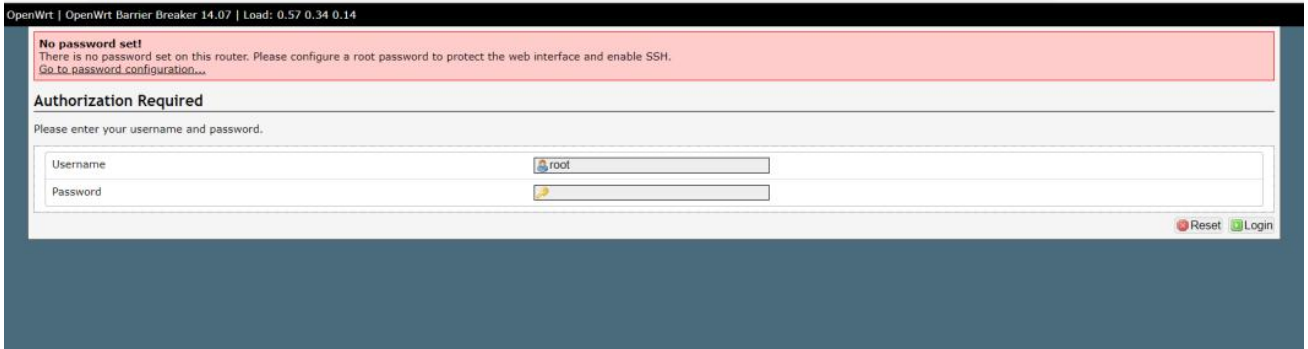 OpenWrt | OpenWrt Barrier Breaker 14.07 | Load: 0.57 0.34 0.14
No password set!
There is no password set on this router. Please configure a root password to protect the web interface and enable SSH.
Go to password configuration...
Authorization Required
Please enter your username and password.
Username root
Password
Reset Login